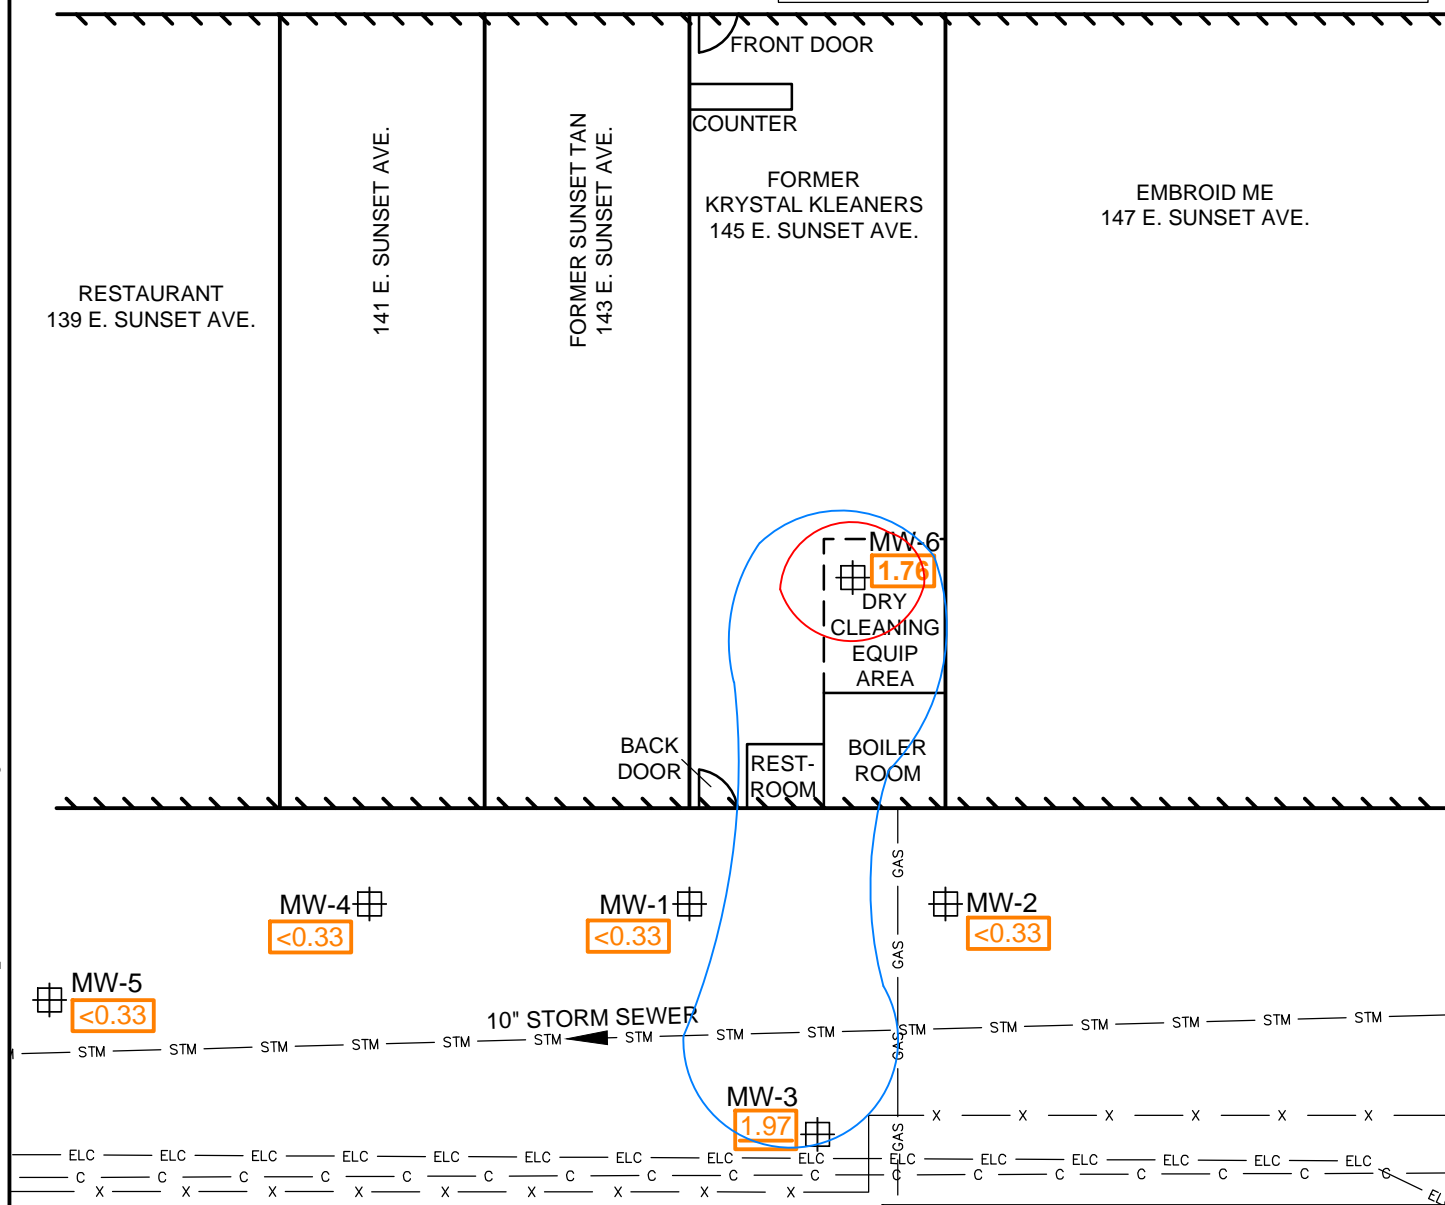 FRONT DOOR
COUNTER
FORMER
KRYSTAL KLEANERS
145 E. SUNSET AVE.
EMBROID ME
147 E. SUNSET AVE.
RESTAURANT
139 E. SUNSET AVE.
141 E. SUNSET AVE.
FORMER SUNSET TAN
143 E. SUNSET AVE.
MW-6
1.76
DRY
CLEANING
EQUIP
AREA
BACK
DOOR
REST-
ROOM
BOILER
ROOM
GAS
MW-4
<0.33
MW-1
<0.33
MW-2
<0.33
GAS
MW-5
<0.33
10" STORM SEWER
STM STM STM STM STM STM STM STM STM STM STM STM STM STM STM
GAS
MW-3
1.97
X X X X X X
GAS
ELC ELC ELC ELC ELC ELC ELC ELC ELC ELC ELC ELC ELC ELC ELC
C C C C C C C C C C C C C C C C C
X X X X X X X X X